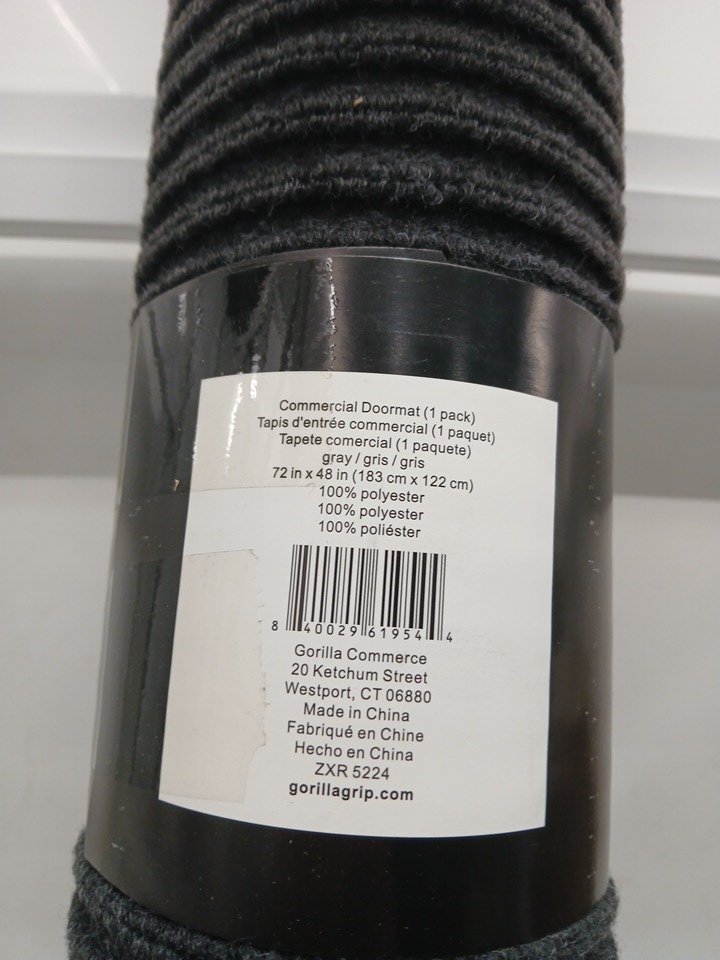 Commercial Doormat (1 pack)
Tapis d'entrée commercial (1 paquet)
Tapete comercial (1 paquete)
gray / gris / gris
72 in x 48 in (183 cm x 122 cm)
100% polyester
100% polyester
100% poliéster
8 40029 61954 4
Gorilla Commerce
20 Ketchum Street
Westport, CT 06880
Made in China
Fabriqué en Chine
Hecho en China
ZXR 5224
gorillagrip.com